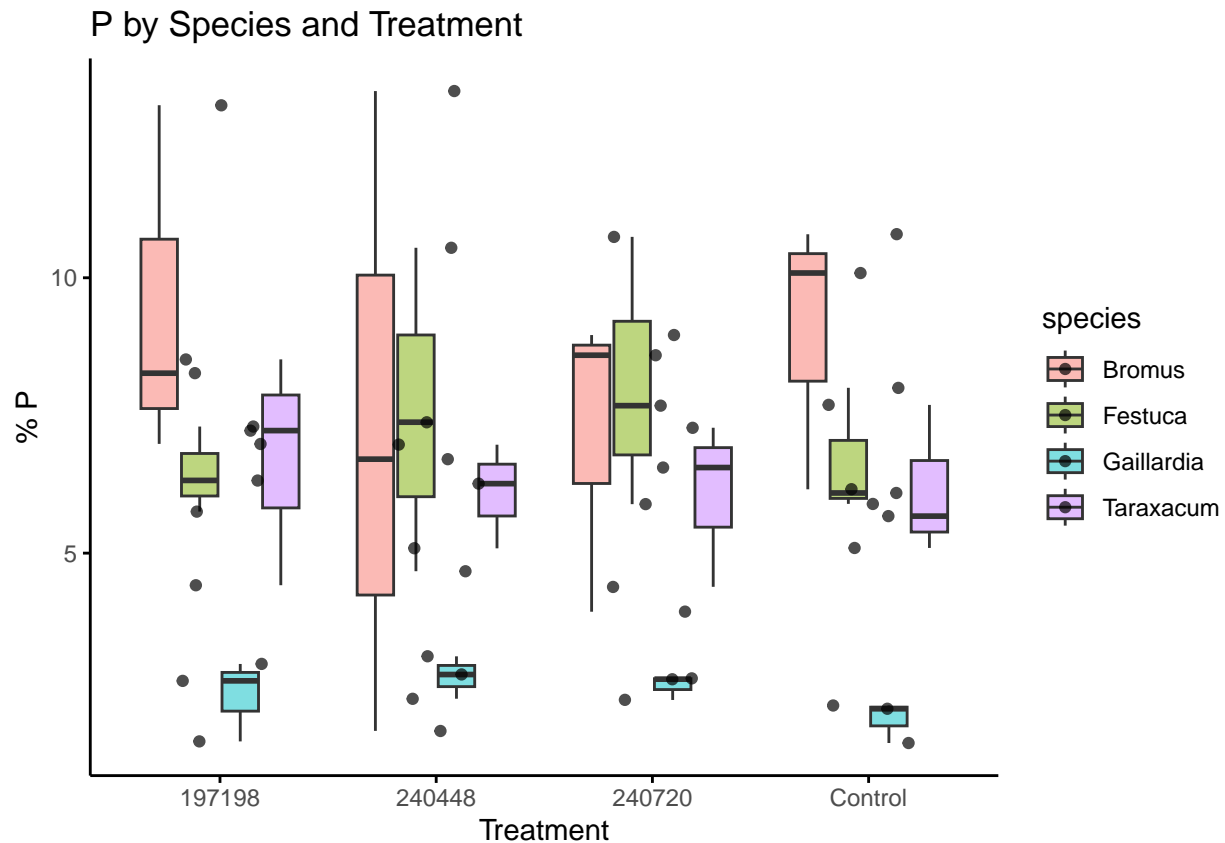 P by Species and Treatment
% P
10
5
197198
240448
240720
Control
Treatment
species
Bromus
Festuca
Gaillardia
Taraxacum